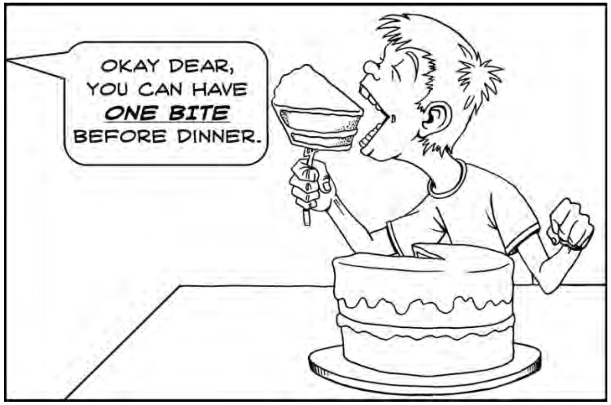 OKAY DEAR,
YOU CAN HAVE
ONE BITE
BEFORE DINNER.